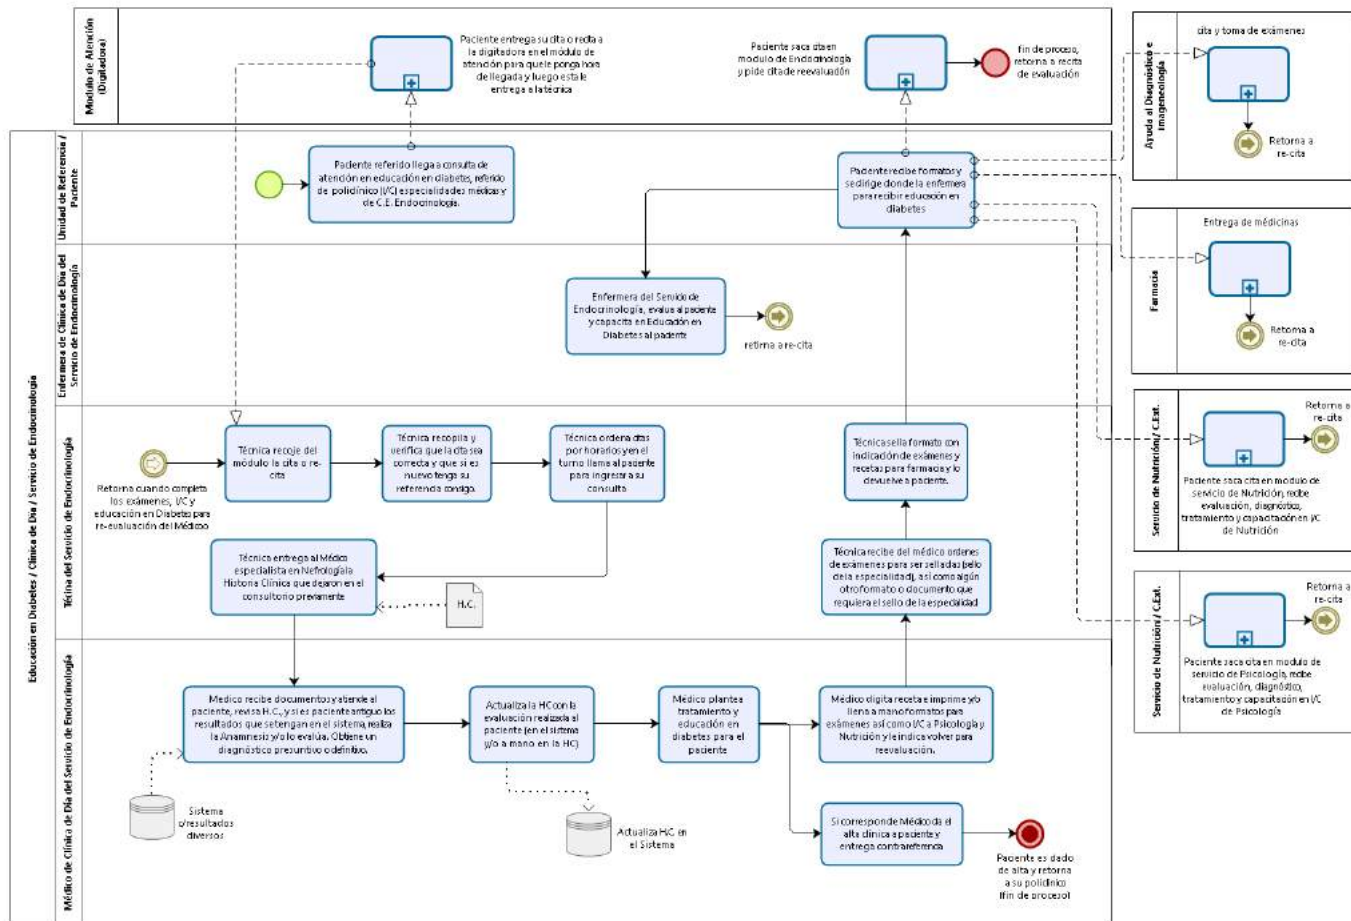 Modulo de Atención
(Digitadora)
Paciente entrega su cita o recita a
la digitadora en el módulo de
atención para que le ponga hora
de llegada y luego esta le
entrega a la técnica
Paciente saca cita en
modulo de Endocrinología
y pide cita de reevaluación
fin de proceso,
retorna a recita
de evaluación
Ayuda al Diagnóstico e
Imageneología
cita y toma de exámenes
Retorna a
re-cita
Educación en Diabetes / Clínica de Día / Servicio de Endocrinología
Unidad de Referencia /
Paciente
Paciente referido llega a consulta de
atención en educación en diabetes, referido
de policlínico (I/C) especialidades médicas y
de C.E. Endocrinología.
Paciente recibe formatos y
se dirige donde la enfermera
para recibir educación en
diabetes
Farmacia
Entrega de médicinas
Retorna a
re-cita
Enfermera de Clínica de Día del
Servicio de Endocrinología
Enfermera del Servicio de
Endocrinología, evalua al paciente
y capacita en Educación en
Diabetes al paciente
retirna a re-cita
Servicio de Nutrición / C.Ext.
Retorna a
re-cita
Paciente saca cita en modulo de
servicio de Nutrición, recibe
evaluación, diagnóstico,
tratamiento y capacitación en I/C
de Nutrición
Técina del Servicio de Endocrinología
Retorna cuando completa
los exámenes, I/C y
educación en Diabetes para
re-evaluación del Médico
Técnica recoje del
módulo la cita o re-
cita
Técnica recopila y
verifica que la cita sea
correcta y que si es
nuevo tenga su
referencia consigo.
Técnica ordena citas
por horarios y en el
turno llama al paciente
para ingresar a su
consulta
Técnica sella formato con
indicación de exámenes y
recetas para farmacia y lo
devuelve a paciente.
Técnica entrega al Médico
especialista en Nefrología la
Historia Clínica que dejaron en el
consultorio previamente
H.C.
Técnica recibe del médico ordenes
de exámenes para ser selladas (sello
de la especialidad), así como algún
otro formato o documento que
requiera el sello de la especialidad
Servicio de Nutrición / C.Ext.
Retorna a
re-cita
Paciente saca cita en modulo de
servicio de Psicología, recibe
evaluación, diagnóstico,
tratamiento y capacitación en I/C
de Psicología
Médico de Clínica de Día del Servicio de Endocrinología
Medico recibe documentos y atiende al
paciente, revisa H.C., y si es paciente antiguo los
resultados que se tengan en el sistema, realiza
la Anamnesis y/o lo evalúa. Obtiene un
diagnóstico presuntivo o definitivo.
Actualiza la HC con la
evaluación realizada al
paciente (en el sistema
y/o a mano en la HC)
Médico plantea
tratamiento y
educación en
diabetes para el
paciente
Médico digita receta e imprime y/o
llena a mano formatos para
exámenes así como I/C a Psicología y
Nutrición y le indica volver para
reevaluación.
Sistema
c/resultados
diversos
Actualiza H/C en
el Sistema
Si corresponde Médico da el
alta clínica a paciente y
entrega contrareferencia
Paciente es dado
de alta y retorna
a su policlinico
(fin de proceso)